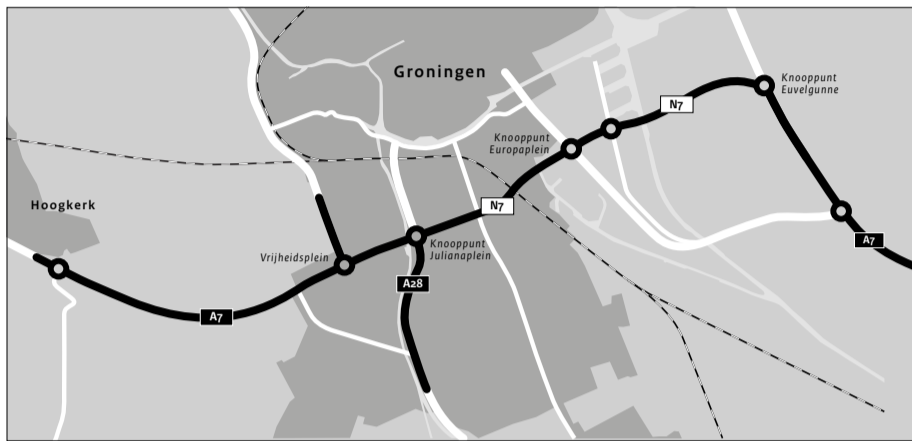 Groningen
Knooppunt
Euvelgunne
N7
Knooppunt
Europaplein
Hoogkerk
N7
A7
Vrijheidsplein
Knooppunt
Julianaplein
A28
A7